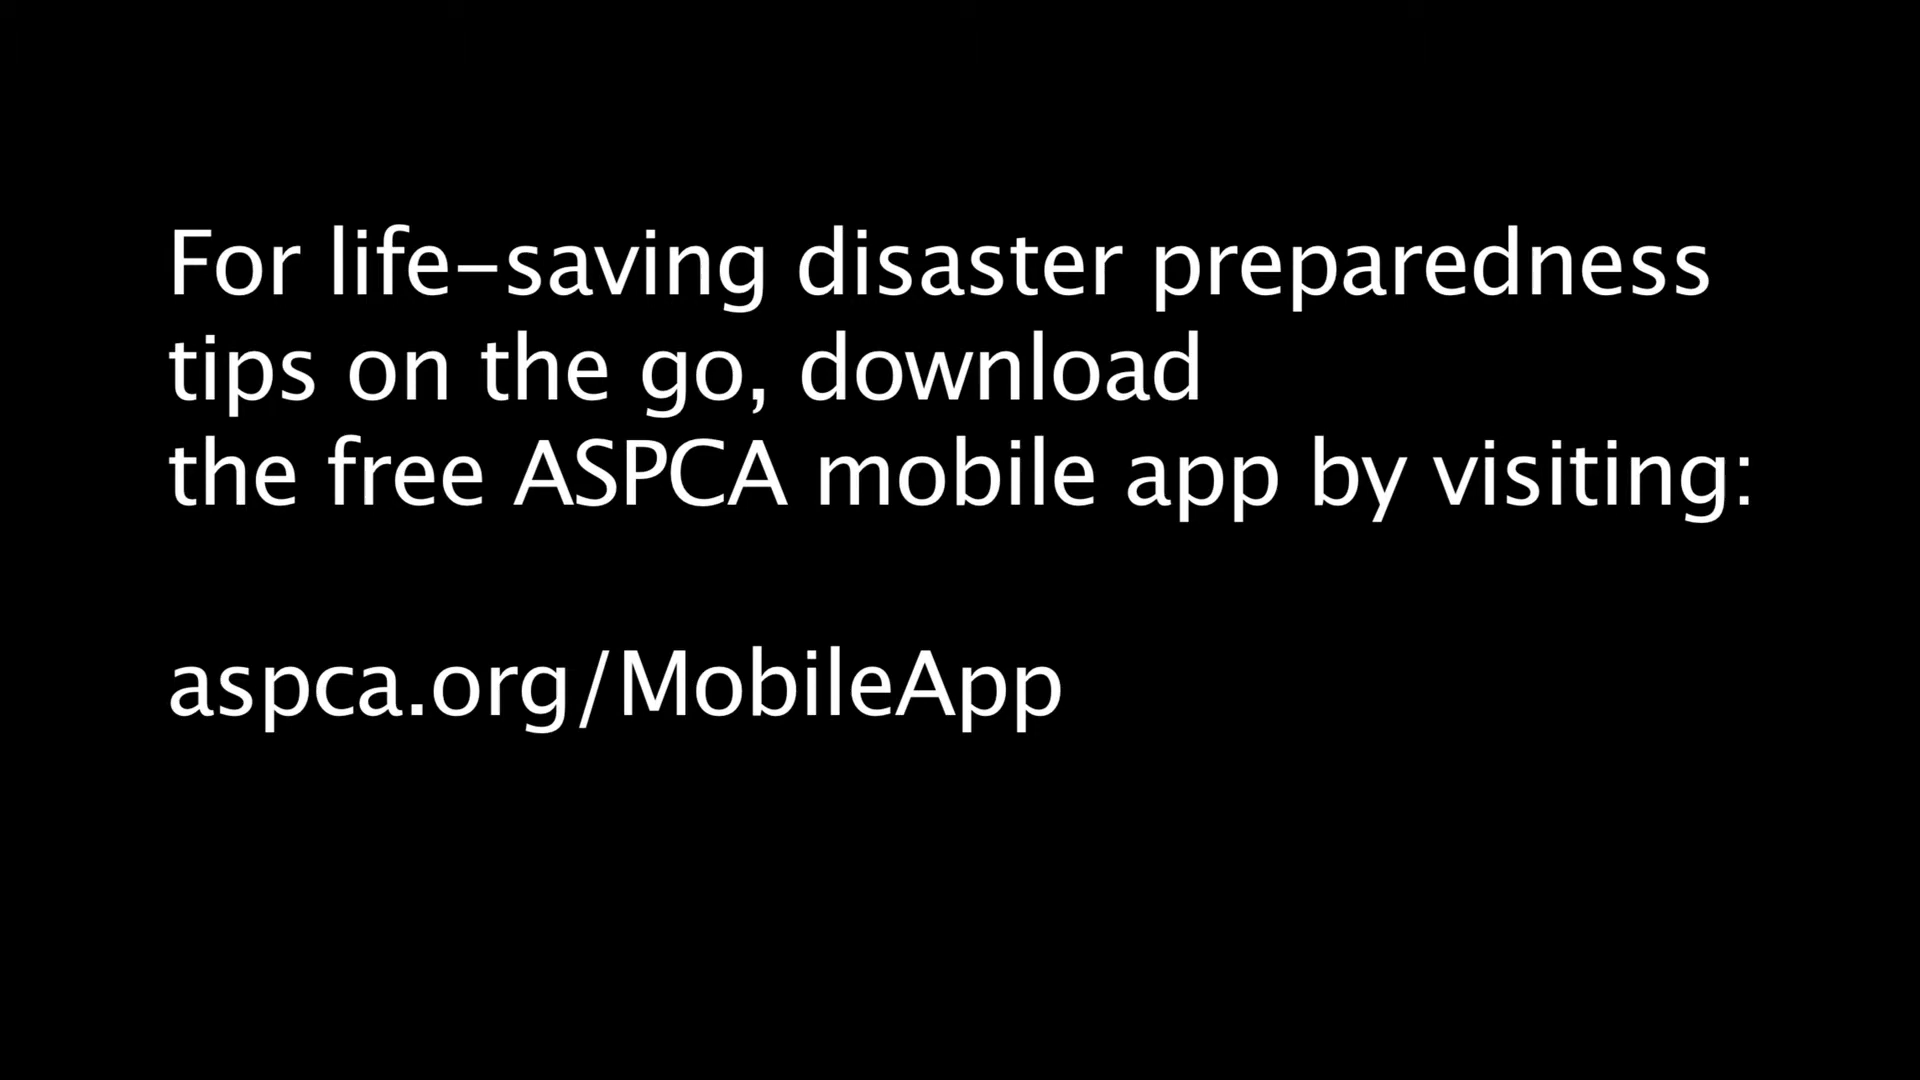 For life-saving disaster preparedness
tips on the go, download
the free ASPCA mobile app by visiting:
aspca.org/MobileApp